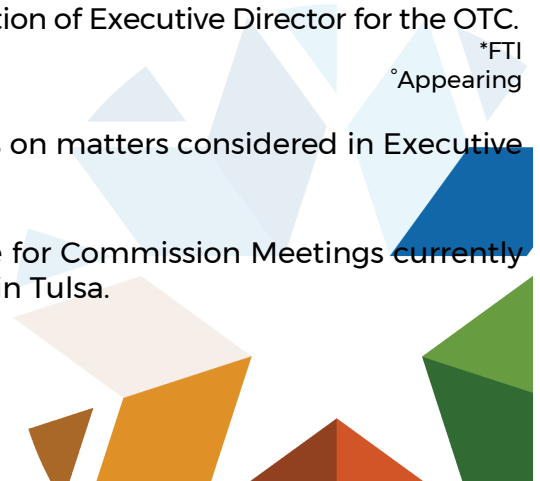 tion of Executive Director for the OTC.
*FTI
°Appearing
on matters considered in Executive
for Commission Meetings currently
in Tulsa.